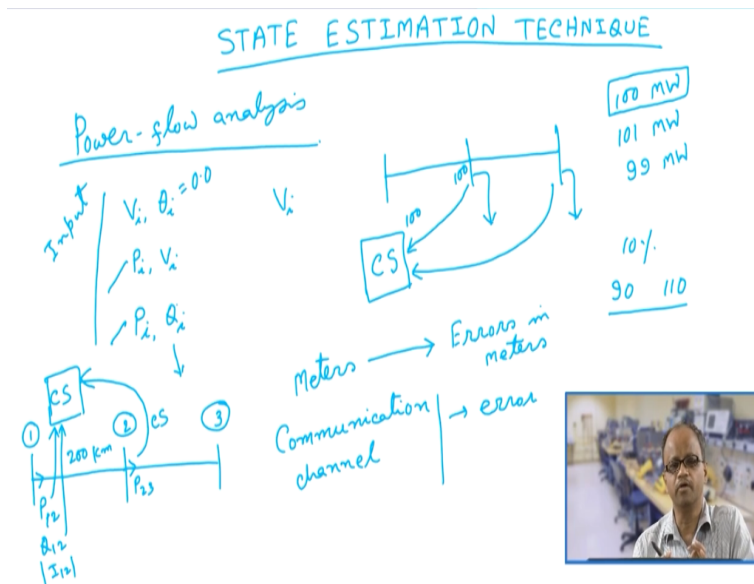 STATE ESTIMATION TECHNIQUE
Power-flow analysis
Input
Vi, θi = 0.0
Vi
Pi, Vi
Pi, Qi
CS
CS
① ② ③
200 km
P12
P23
Q12
|I12|
100
100
CS
100 MW
101 MW
99 MW
10%
90 110
Meters → Errors in meters
Communication channel → error